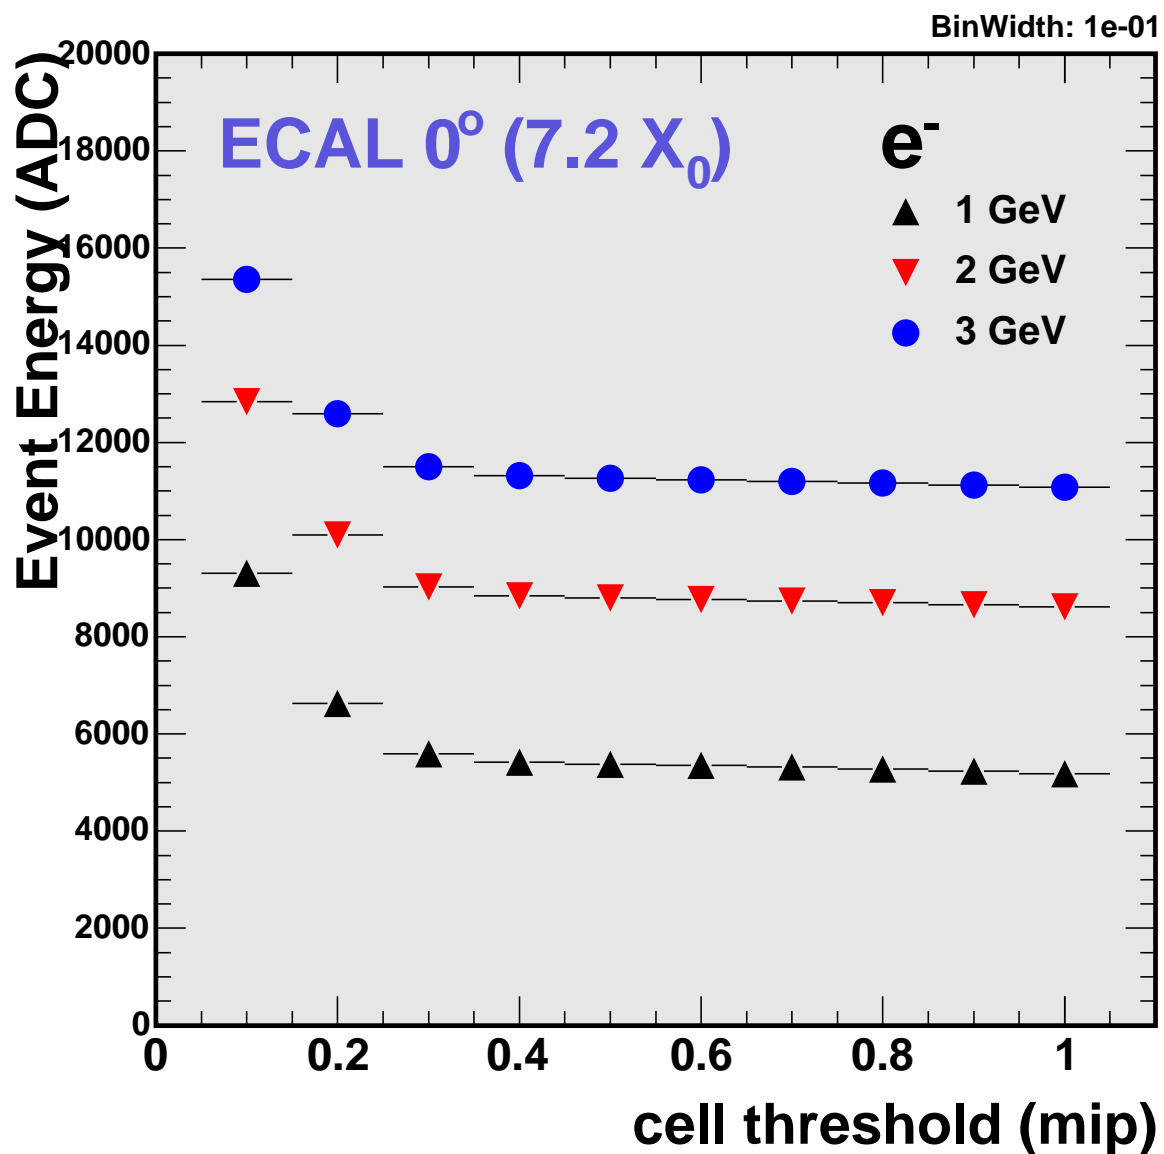 BinWidth: 1e-01
Event Energy (ADC)
20000
18000
16000
14000
12000
10000
8000
6000
4000
2000
0
ECAL 0° (7.2 X₀)
e⁻
1 GeV
2 GeV
3 GeV
0 0.2 0.4 0.6 0.8 1
cell threshold (mip)